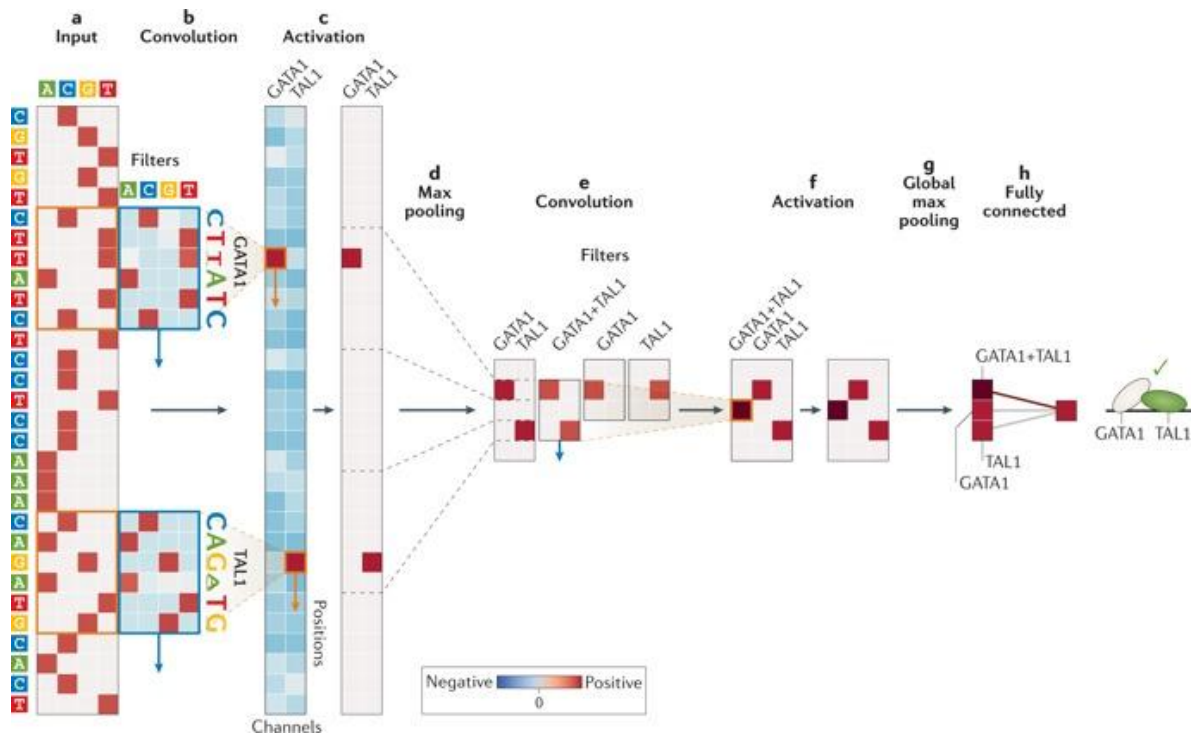 a
Input
b
Convolution
c
Activation
GATA1
TAL1
GATA1
TAL1
A C G T
C
G
T
G
T
C
T
T
A
T
C
T
C
C
T
C
C
A
A
A
C
A
G
A
T
G
C
A
C
T
Filters
A C G T
CTTATC
GATA1
CAGATG
TAL1
Positions
Channels
d
Max
pooling
e
Convolution
Filters
GATA1
TAL1
GATA1+TAL1
GATA1
TAL1
f
Activation
GATA1+TAL1
GATA1
TAL1
g
Global
max
pooling
h
Fully
connected
GATA1+TAL1
TAL1
GATA1
✓
GATA1 TAL1
Negative Positive
0